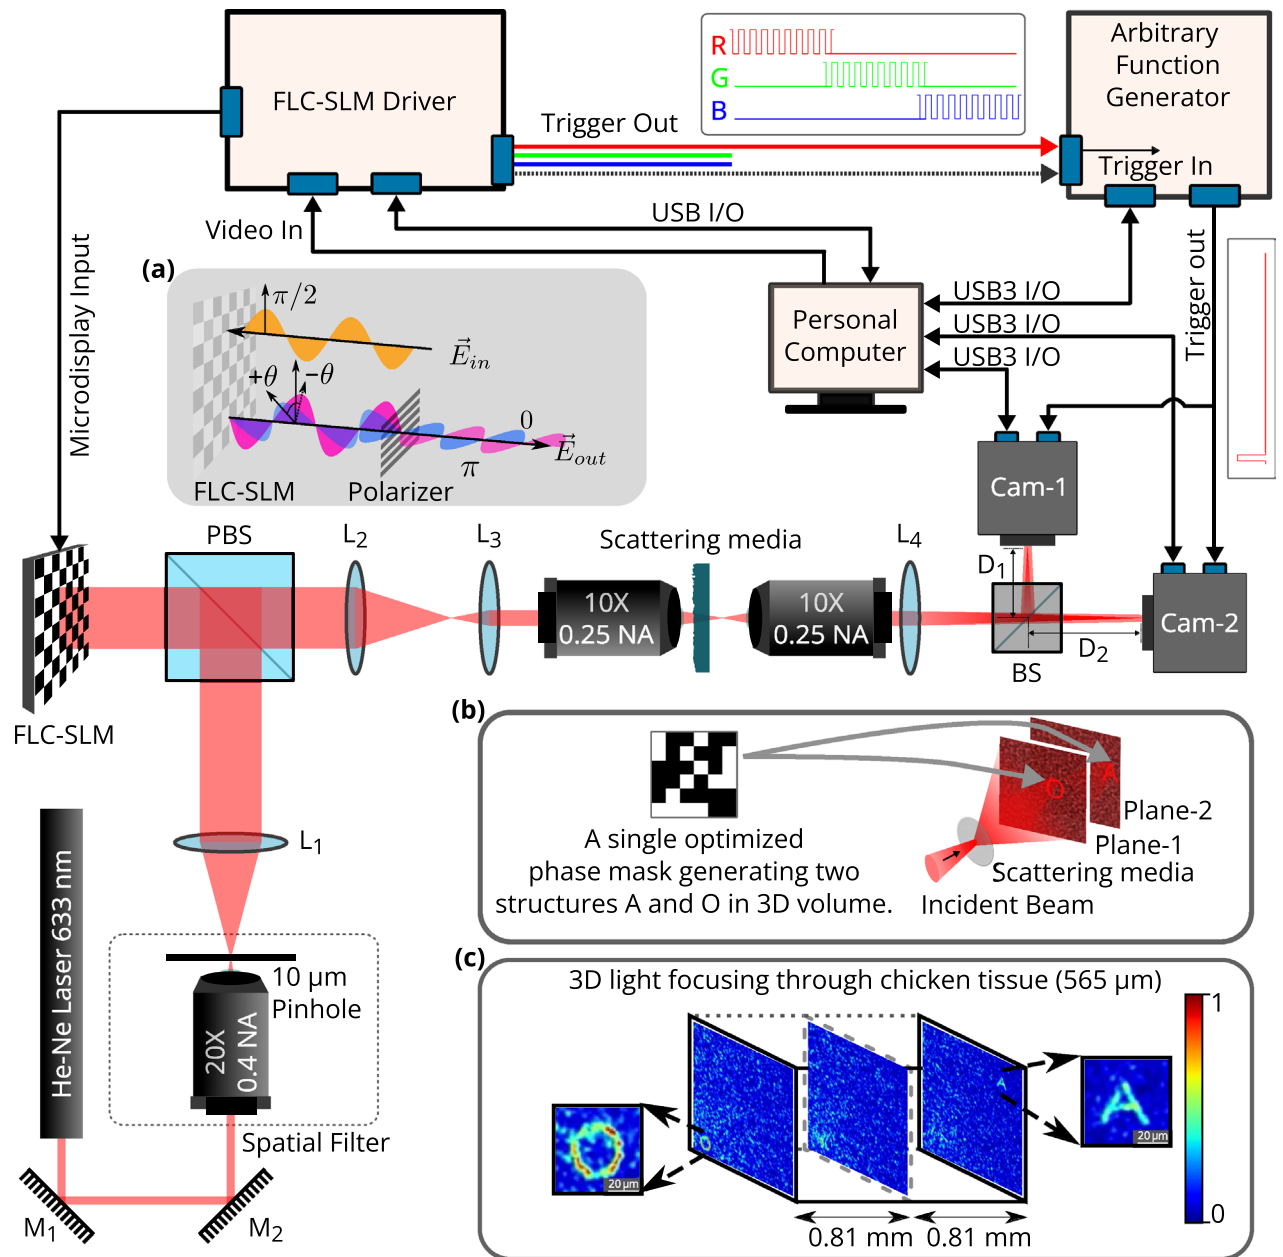 FLC-SLM Driver
R
G
B
Arbitrary
Function
Generator
Trigger Out
Trigger In
Video In
USB I/O
Microdisplay Input
Trigger out
(a)
π/2
E⃗in
+θ
−θ
0
π
E⃗out
FLC-SLM
Polarizer
Personal
Computer
USB3 I/O
USB3 I/O
USB3 I/O
Cam-1
Cam-2
PBS
L2
L3
Scattering media
L4
D1
D2
BS
10X
0.25 NA
10X
0.25 NA
FLC-SLM
L1
He-Ne Laser 633 nm
10 μm
Pinhole
20X
0.4 NA
Spatial Filter
M1
M2
(b)
A single optimized
phase mask generating two
structures A and O in 3D volume.
O
A
Plane-2
Plane-1
Scattering media
Incident Beam
(c)
3D light focusing through chicken tissue (565 μm)
1
0
O
A
20 μm
A
20 μm
0.81 mm
0.81 mm